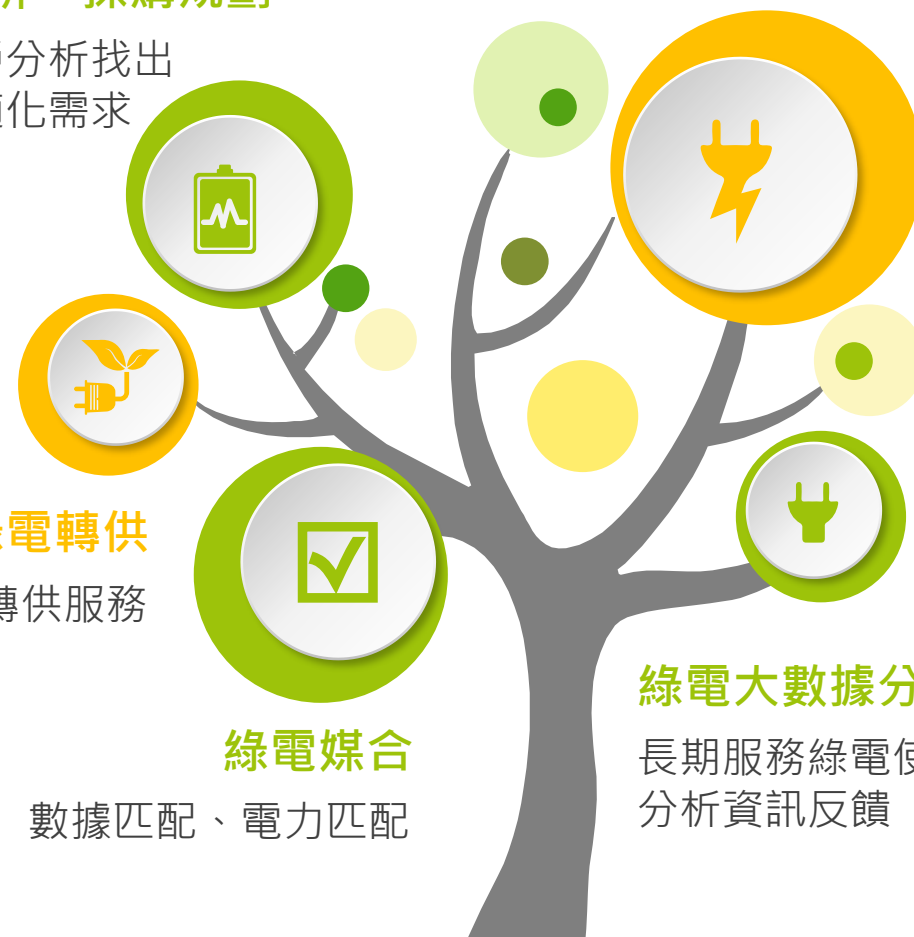 分析找出
化需求
電轉供
轉供服務
綠電媒合
數據匹配、電力匹配
綠電大數據分
長期服務綠電使
分析資訊反饋